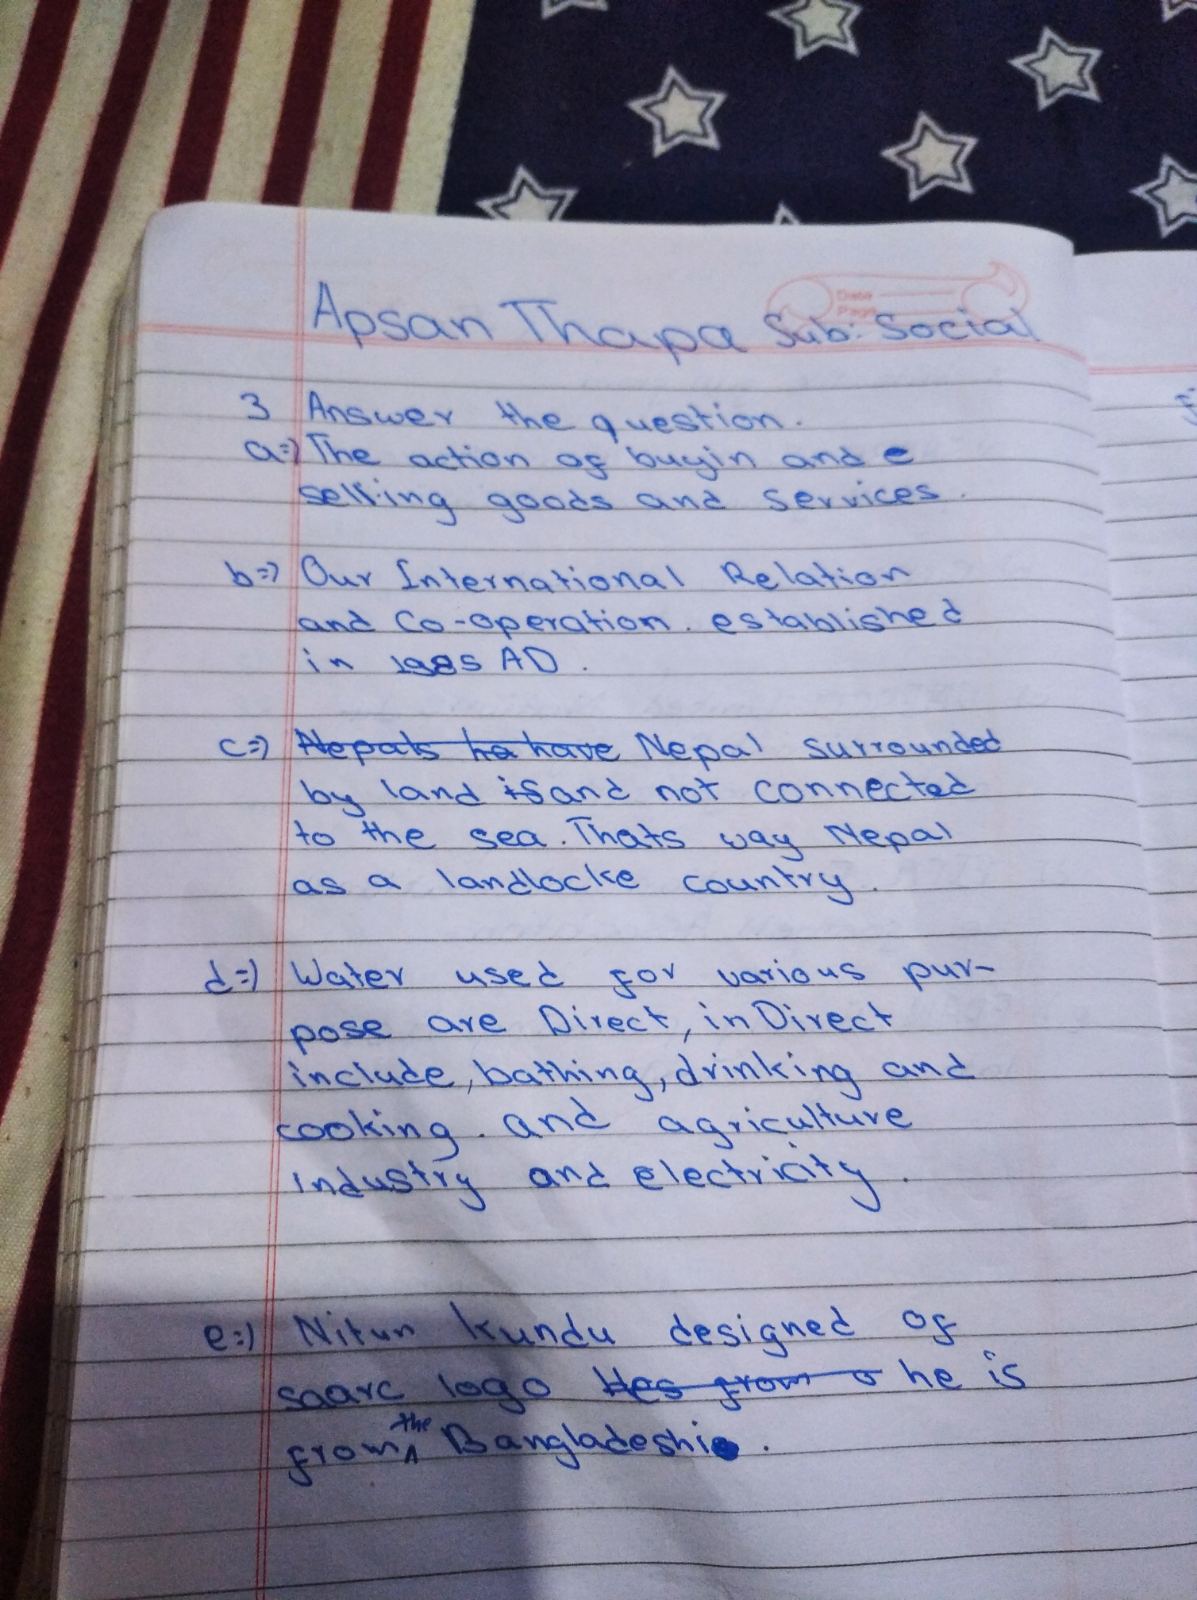 Apsan Thapa Sub: Social
Date
Page
3 Answer the question.
a⇒) The action of buyin and
selling goods and services.
b⇒) Our International Relation
and Co-operation. established
in 1985 AD.
c⇒) Nepals ha have Nepal surrounded
by land is and not connected
to the sea. Thats way Nepal
as a landlocke country.
d⇒) Water used for various pur-
pose are Direct, in Direct
include, bathing, drinking and
cooking. and agriculture
industry and electricity.
e⇒) Nitun kundu designed of
saarc logo Hes from he is
from the Bangladeshi.